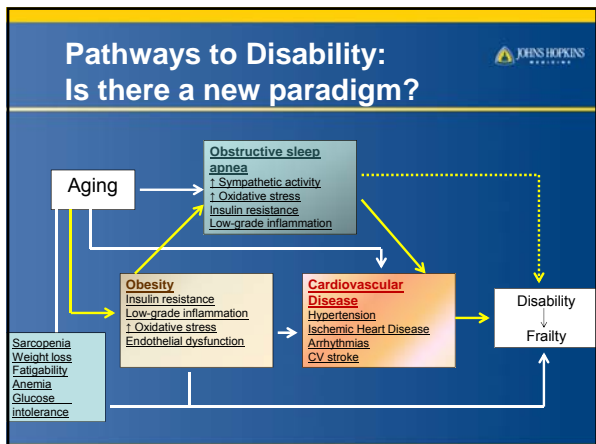 Pathways to Disability:
Is there a new paradigm?
JOHNS HOPKINS
MEDICINE
Obstructive sleep
apnea
↑ Sympathetic activity
↑ Oxidative stress
Insulin resistance
Low-grade inflammation
Aging
Obesity
Insulin resistance
Low-grade inflammation
↑ Oxidative stress
Endothelial dysfunction
Cardiovascular
Disease
Hypertension
Ischemic Heart Disease
Arrhythmias
CV stroke
Disability
↓
Frailty
Sarcopenia
Weight loss
Fatigability
Anemia
Glucose
intolerance